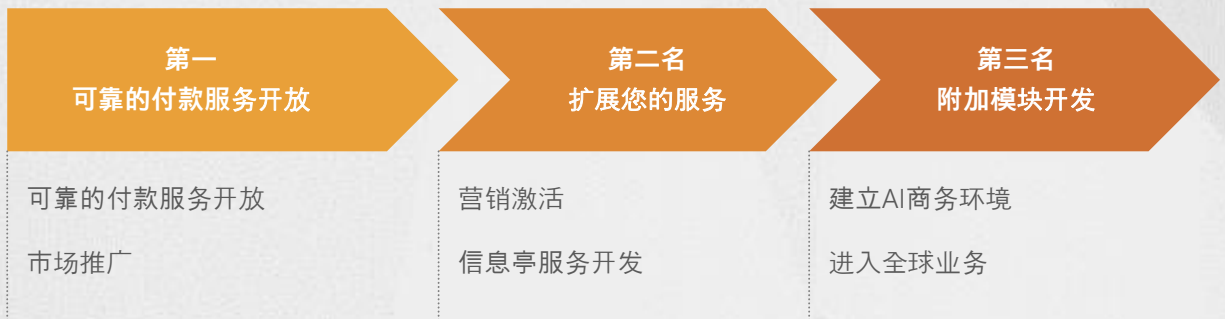 第一
可靠的付款服务开放
第二名
扩展您的服务
第三名
附加模块开发
可靠的付款服务开放
市场推广
营销激活
信息亭服务开发
建立AI商务环境
进入全球业务